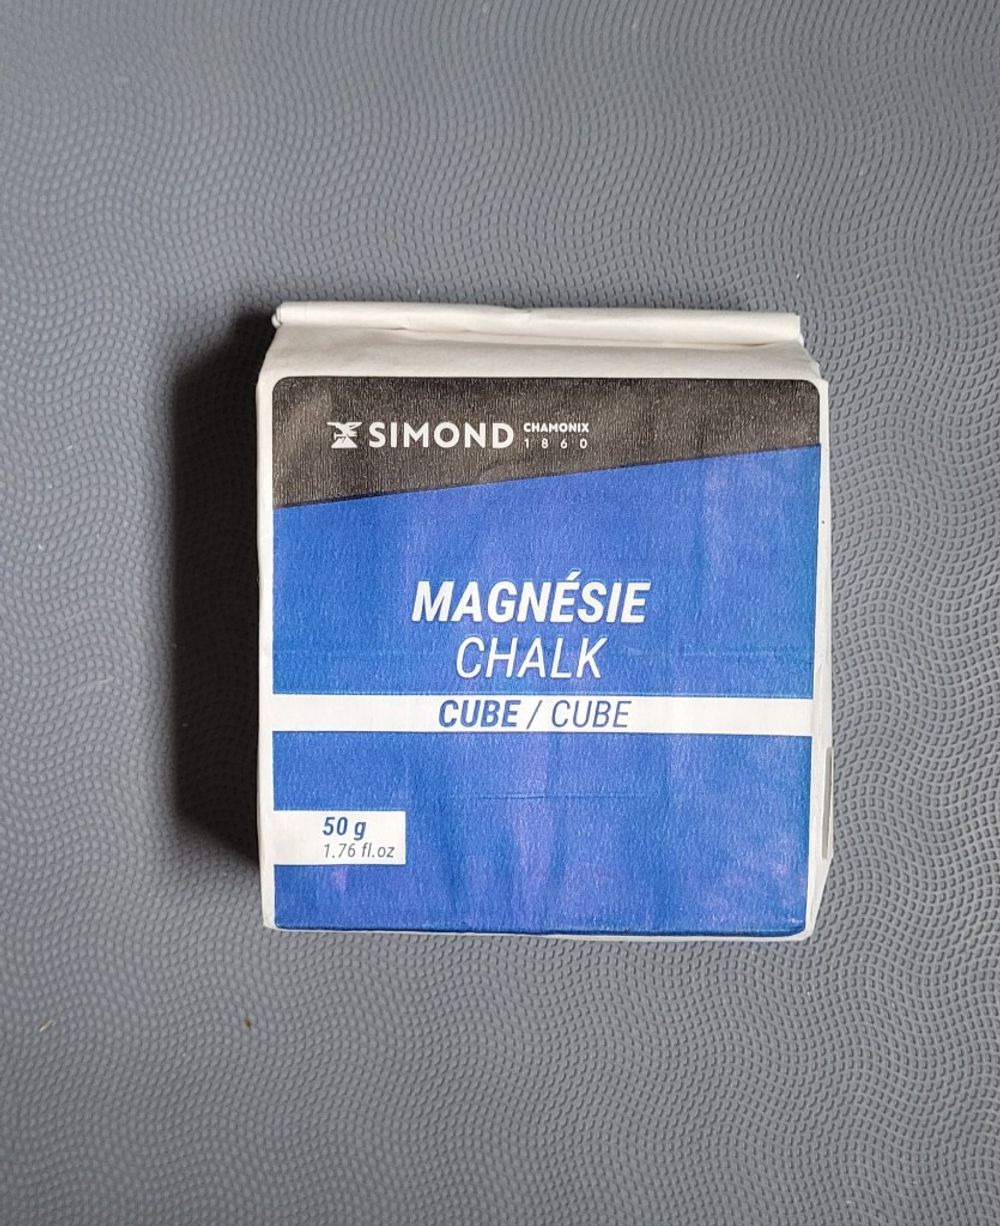 SIMOND CHAMONIX
1860
MAGNÉSIE
CHALK
CUBE / CUBE
50 g
1.76 fl.oz